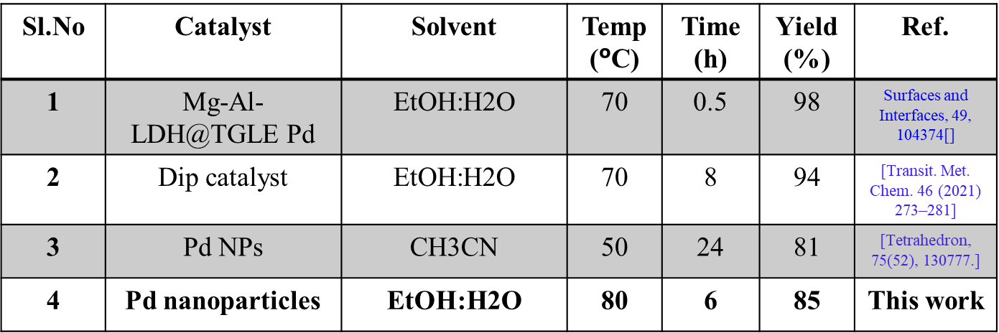 Sl.No Catalyst Solvent Temp (°C) Time (h) Yield (%) Ref.
1 Mg-Al-LDH@TGLE Pd EtOH:H2O 70 0.5 98 Surfaces and Interfaces, 49, 104374[]
2 Dip catalyst EtOH:H2O 70 8 94 [Transit. Met. Chem. 46 (2021) 273–281]
3 Pd NPs CH3CN 50 24 81 [Tetrahedron, 75(52), 130777.]
4 Pd nanoparticles EtOH:H2O 80 6 85 This work